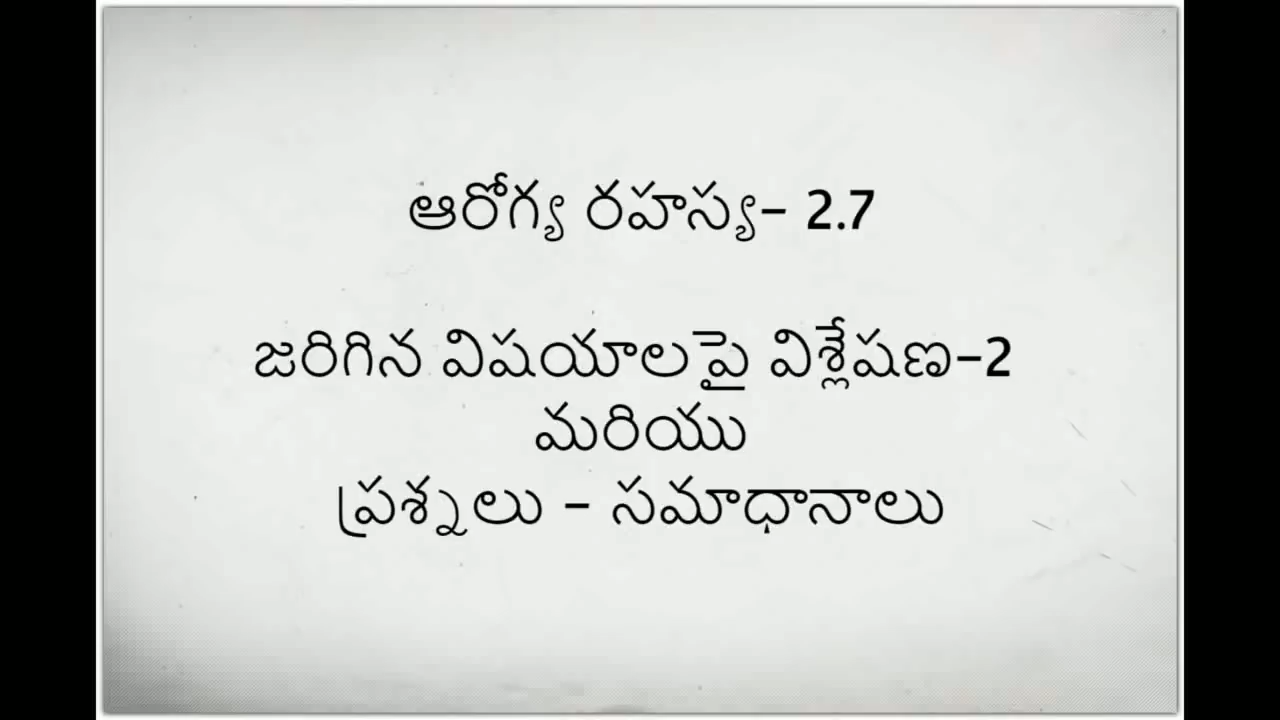 ఆరోగ్య రహస్య- 2.7
జరిగిన విషయాలపై విశ్లేషణ-2
మరియు
ప్రశ్నలు - సమాధానాలు